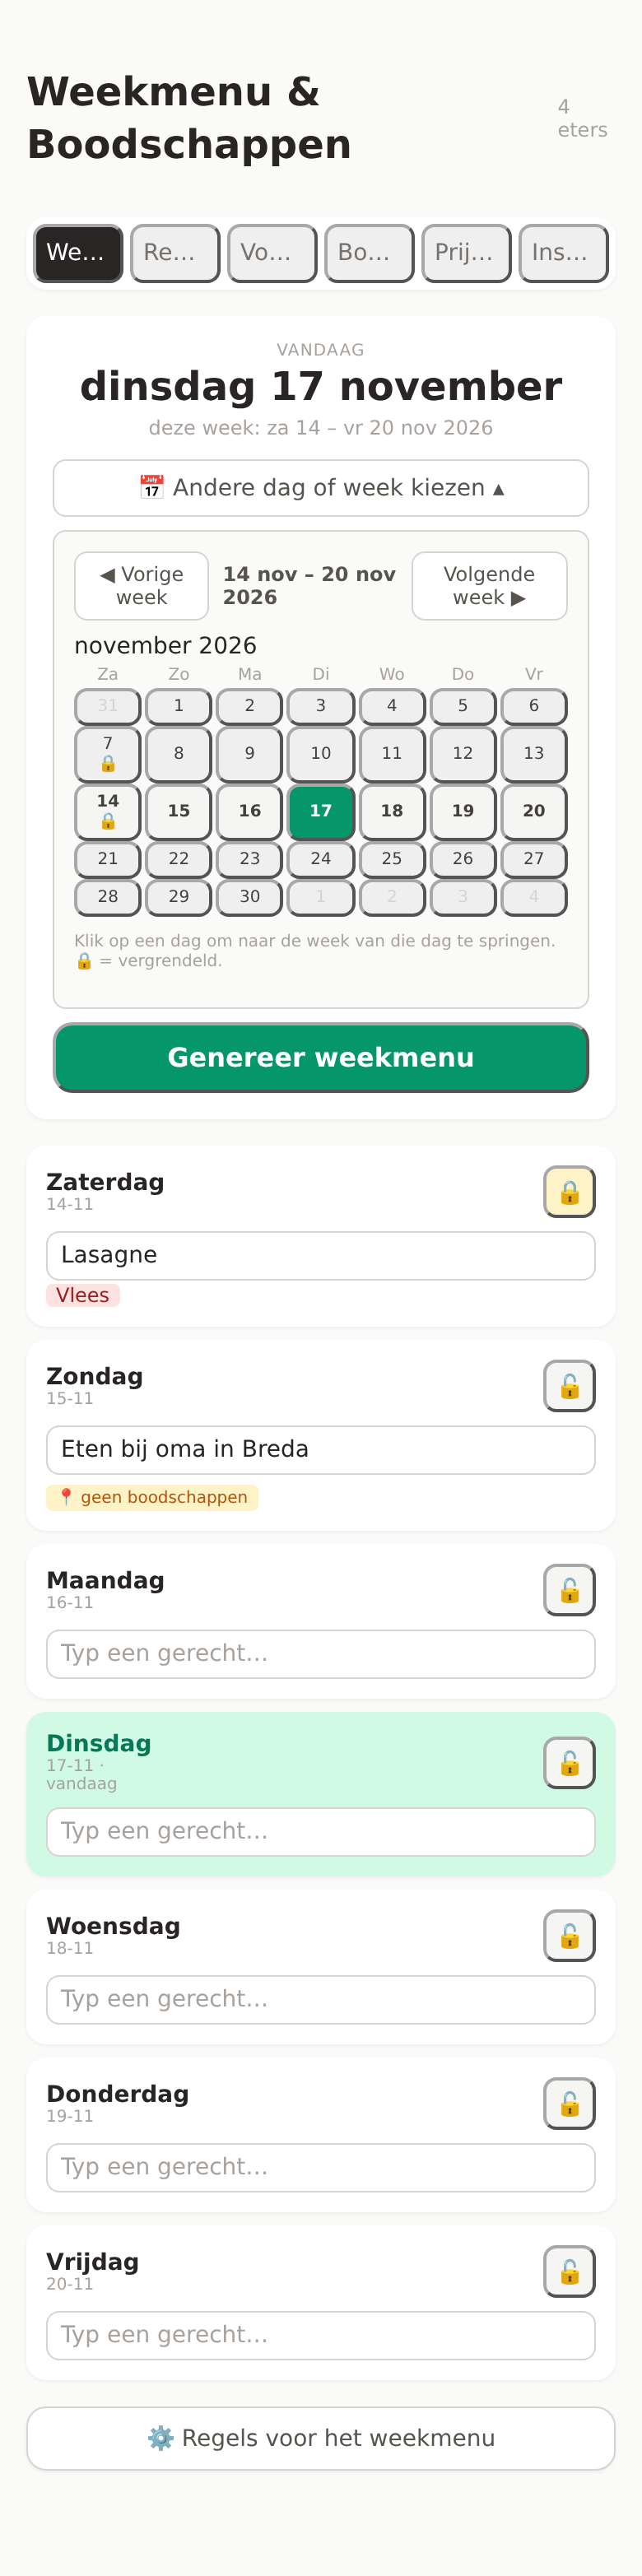 Weekmenu &
Boodschappen
4
eters
We...
Re...
Vo...
Bo...
Prij...
Ins...
VANDAAG
dinsdag 17 november
deze week: za 14 – vr 20 nov 2026
📅 Andere dag of week kiezen ▴
◀ Vorige
week
14 nov – 20 nov
2026
Volgende
week ▶
november 2026
Za Zo Ma Di Wo Do Vr
31 1 2 3 4 5 6
7 🔒 8 9 10 11 12 13
14 🔒 15 16 17 18 19 20
21 22 23 24 25 26 27
28 29 30 1 2 3 4
Klik op een dag om naar de week van die dag te springen.
🔒 = vergrendeld.
Genereer weekmenu
Zaterdag
14-11
🔒
Lasagne
Vlees
Zondag
15-11
🔓
Eten bij oma in Breda
📍 geen boodschappen
Maandag
16-11
🔓
Typ een gerecht...
Dinsdag
17-11 ·
vandaag
🔓
Typ een gerecht...
Woensdag
18-11
🔓
Typ een gerecht...
Donderdag
19-11
🔓
Typ een gerecht...
Vrijdag
20-11
🔓
Typ een gerecht...
⚙️ Regels voor het weekmenu